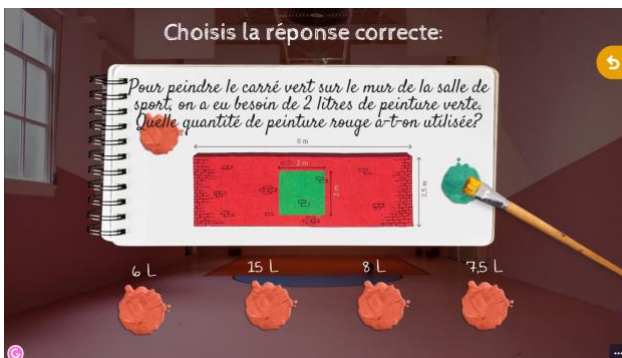 Choisis la réponse correcte:
Pour peindre le carré vert sur le mur de la salle de
sport, on a eu besoin de 2 litres de peinture verte.
Quelle quantité de peinture rouge a-t-on utilisée?
8 m
2 m
2 m
2,5 m
6 L
15 L
8 L
7,5 L